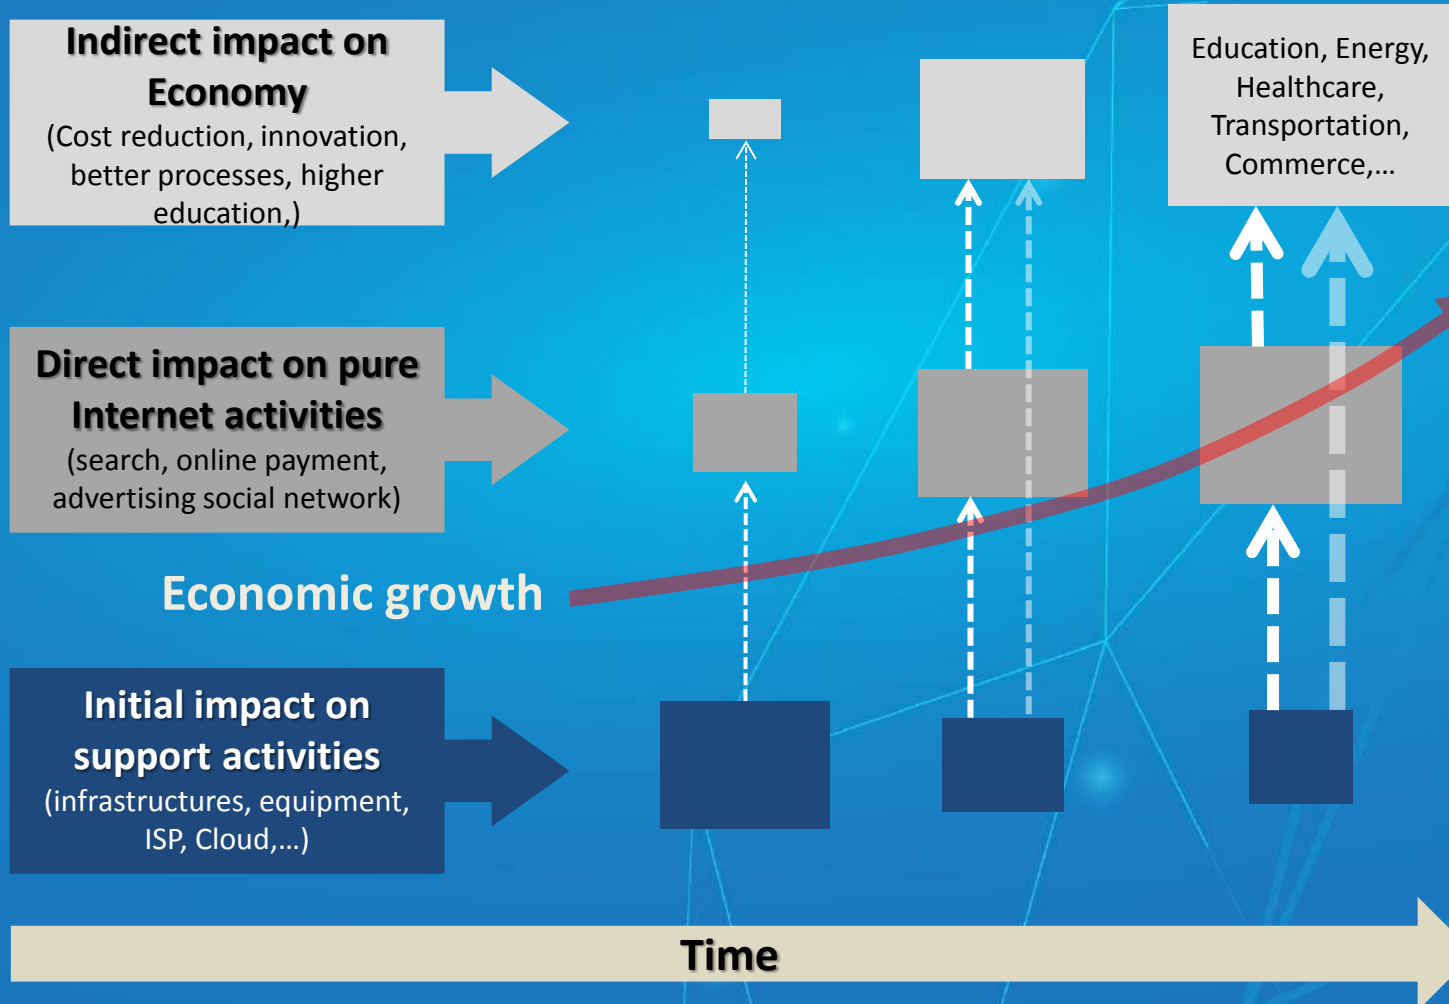 Indirect impact on
Economy
(Cost reduction, innovation,
better processes, higher
education,)
Education, Energy,
Healthcare,
Transportation,
Commerce,...
Direct impact on pure
Internet activities
(search, online payment,
advertising social network)
Economic growth
Initial impact on
support activities
(infrastructures, equipment,
ISP, Cloud,...)
Time